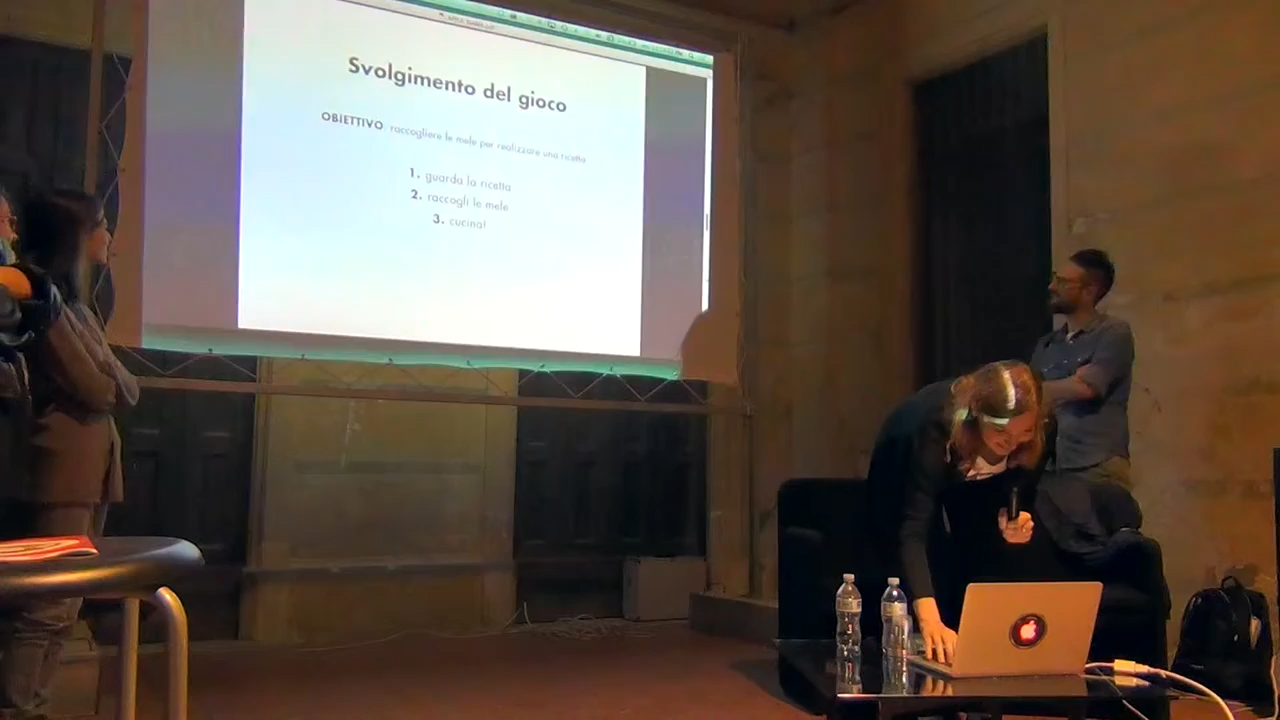 Svolgimento del gioco
OBIETTIVO: raccogliere le mele per realizzare una ricetta
1. guarda la ricetta
2. raccogli le mele
3. cucina!